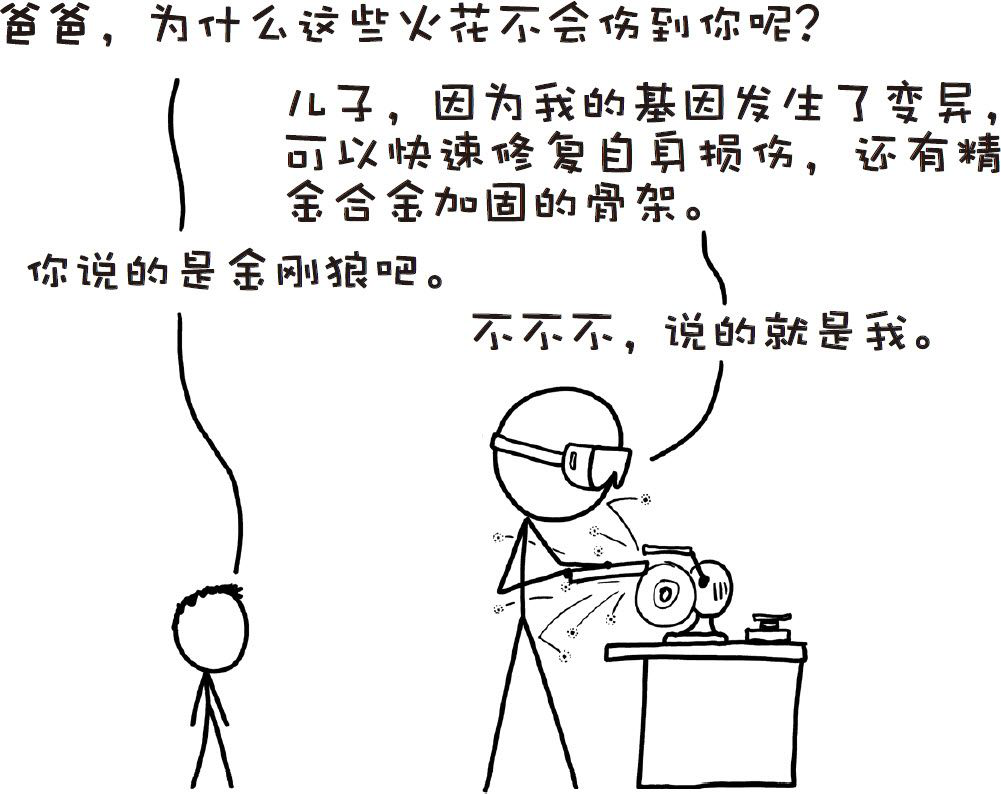 爸爸，为什么这些火花不会伤到你呢？
儿子，因为我的基因发生了变异，
可以快速修复自身损伤，还有精
金合金加固的骨架。
你说的是金刚狼吧。
不不不，说的就是我。